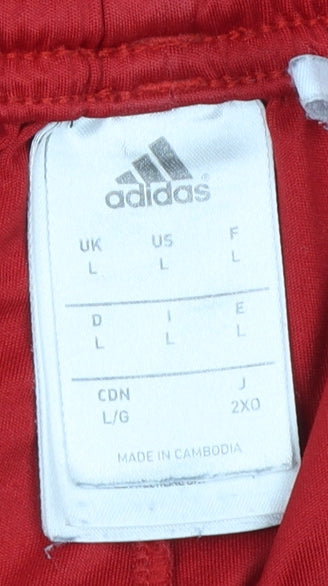 adidas
UK US F
L L L
D I E
L L L
CDN J
L/G 2XO
MADE IN CAMBODIA